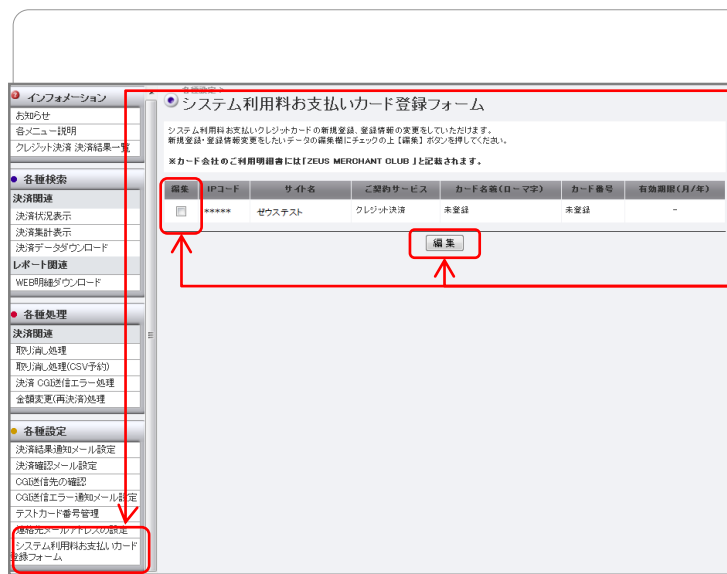 インフォメーション
お知らせ
各メニュー説明
クレジット決済 決済結果一覧
各種検索
決済関連
決済状況表示
決済集計表示
決済データダウンロード
レポート関連
WEB明細ダウンロード
各種処理
決済関連
取り消し処理
取り消し処理(CSV予約)
決済 CGI送信エラー処理
金額変更(再決済)処理
各種設定
決済結果通知メール設定
決済確認メール設定
CGI送信先の確認
CGI送信エラー通知メール設定
テストカード番号管理
連絡先メールアドレスの設定
システム利用料お支払いカード
登録フォーム
各種設定 >
システム利用料お支払いカード登録フォーム
システム利用料お支払いクレジットカードの新規登録、登録情報の変更をしていただけます。
新規登録・登録情報変更をしたいデータの編集欄にチェックの上【編集】ボタンを押してください。
※カード会社のご利用明細書には「ZEUS MERCHANT CLUB」と記載されます。
編集 IPコード サイト名 ご契約サービス カード名義(ローマ字) カード番号 有効期限(月/年)
***** ゼウステスト クレジット決済 未登録 未登録 -
編集